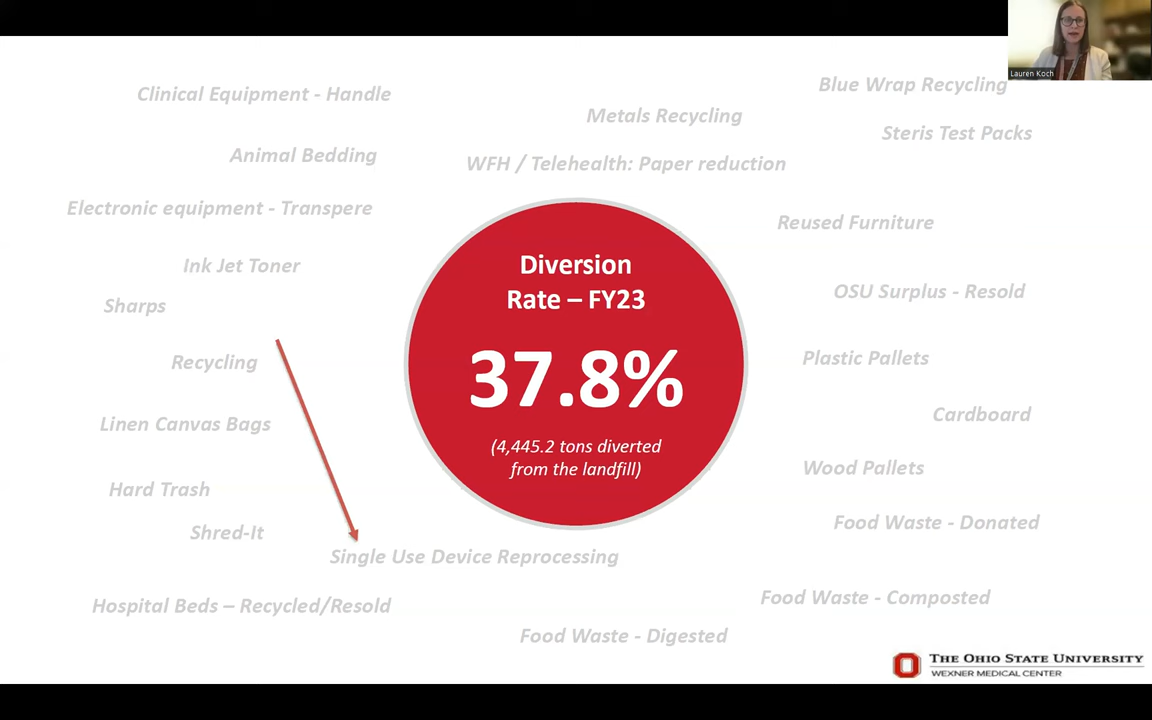 Lauren Koch
Clinical Equipment - Handle
Blue Wrap Recycling
Metals Recycling
Steris Test Packs
Animal Bedding
WFH / Telehealth: Paper reduction
Electronic equipment - Transpere
Reused Furniture
Ink Jet Toner
Diversion
Rate – FY23
OSU Surplus - Resold
Sharps
Recycling
37.8%
Plastic Pallets
Cardboard
Linen Canvas Bags
(4,445.2 tons diverted
from the landfill)
Wood Pallets
Hard Trash
Food Waste - Donated
Shred-It
Single Use Device Reprocessing
Hospital Beds – Recycled/Resold
Food Waste - Composted
Food Waste - Digested
THE OHIO STATE UNIVERSITY
WEXNER MEDICAL CENTER